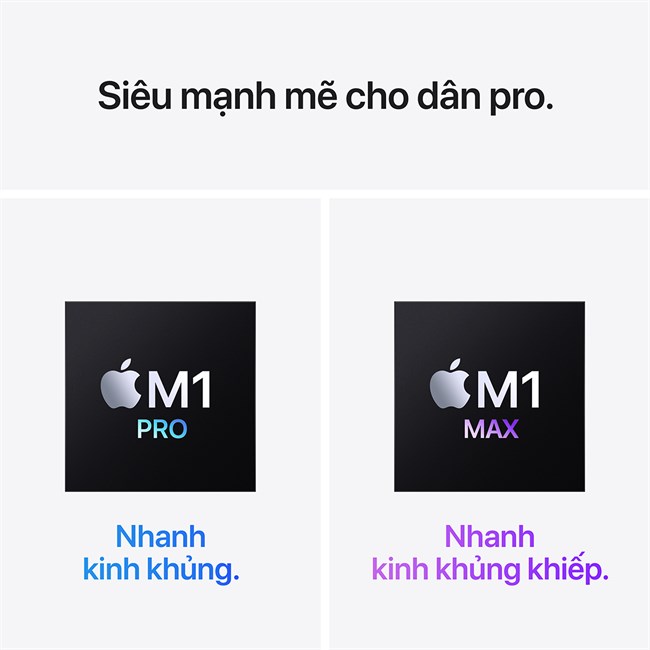 Siêu mạnh mẽ cho dân pro.
M1
PRO
Nhanh
kinh khủng.
M1
MAX
Nhanh
kinh khủng khiếp.